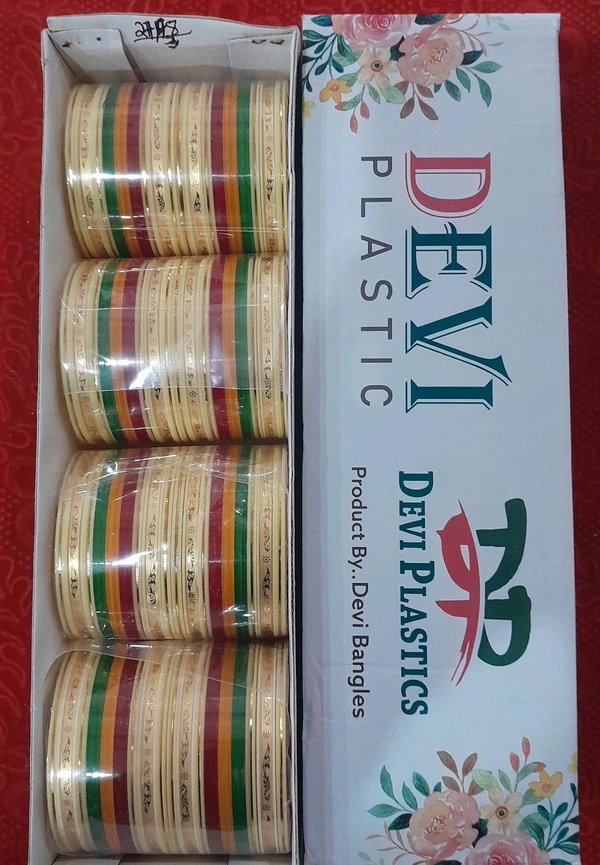 DEVI
PLASTIC
DEVI PLASTICS
Product By..Devi Bangles